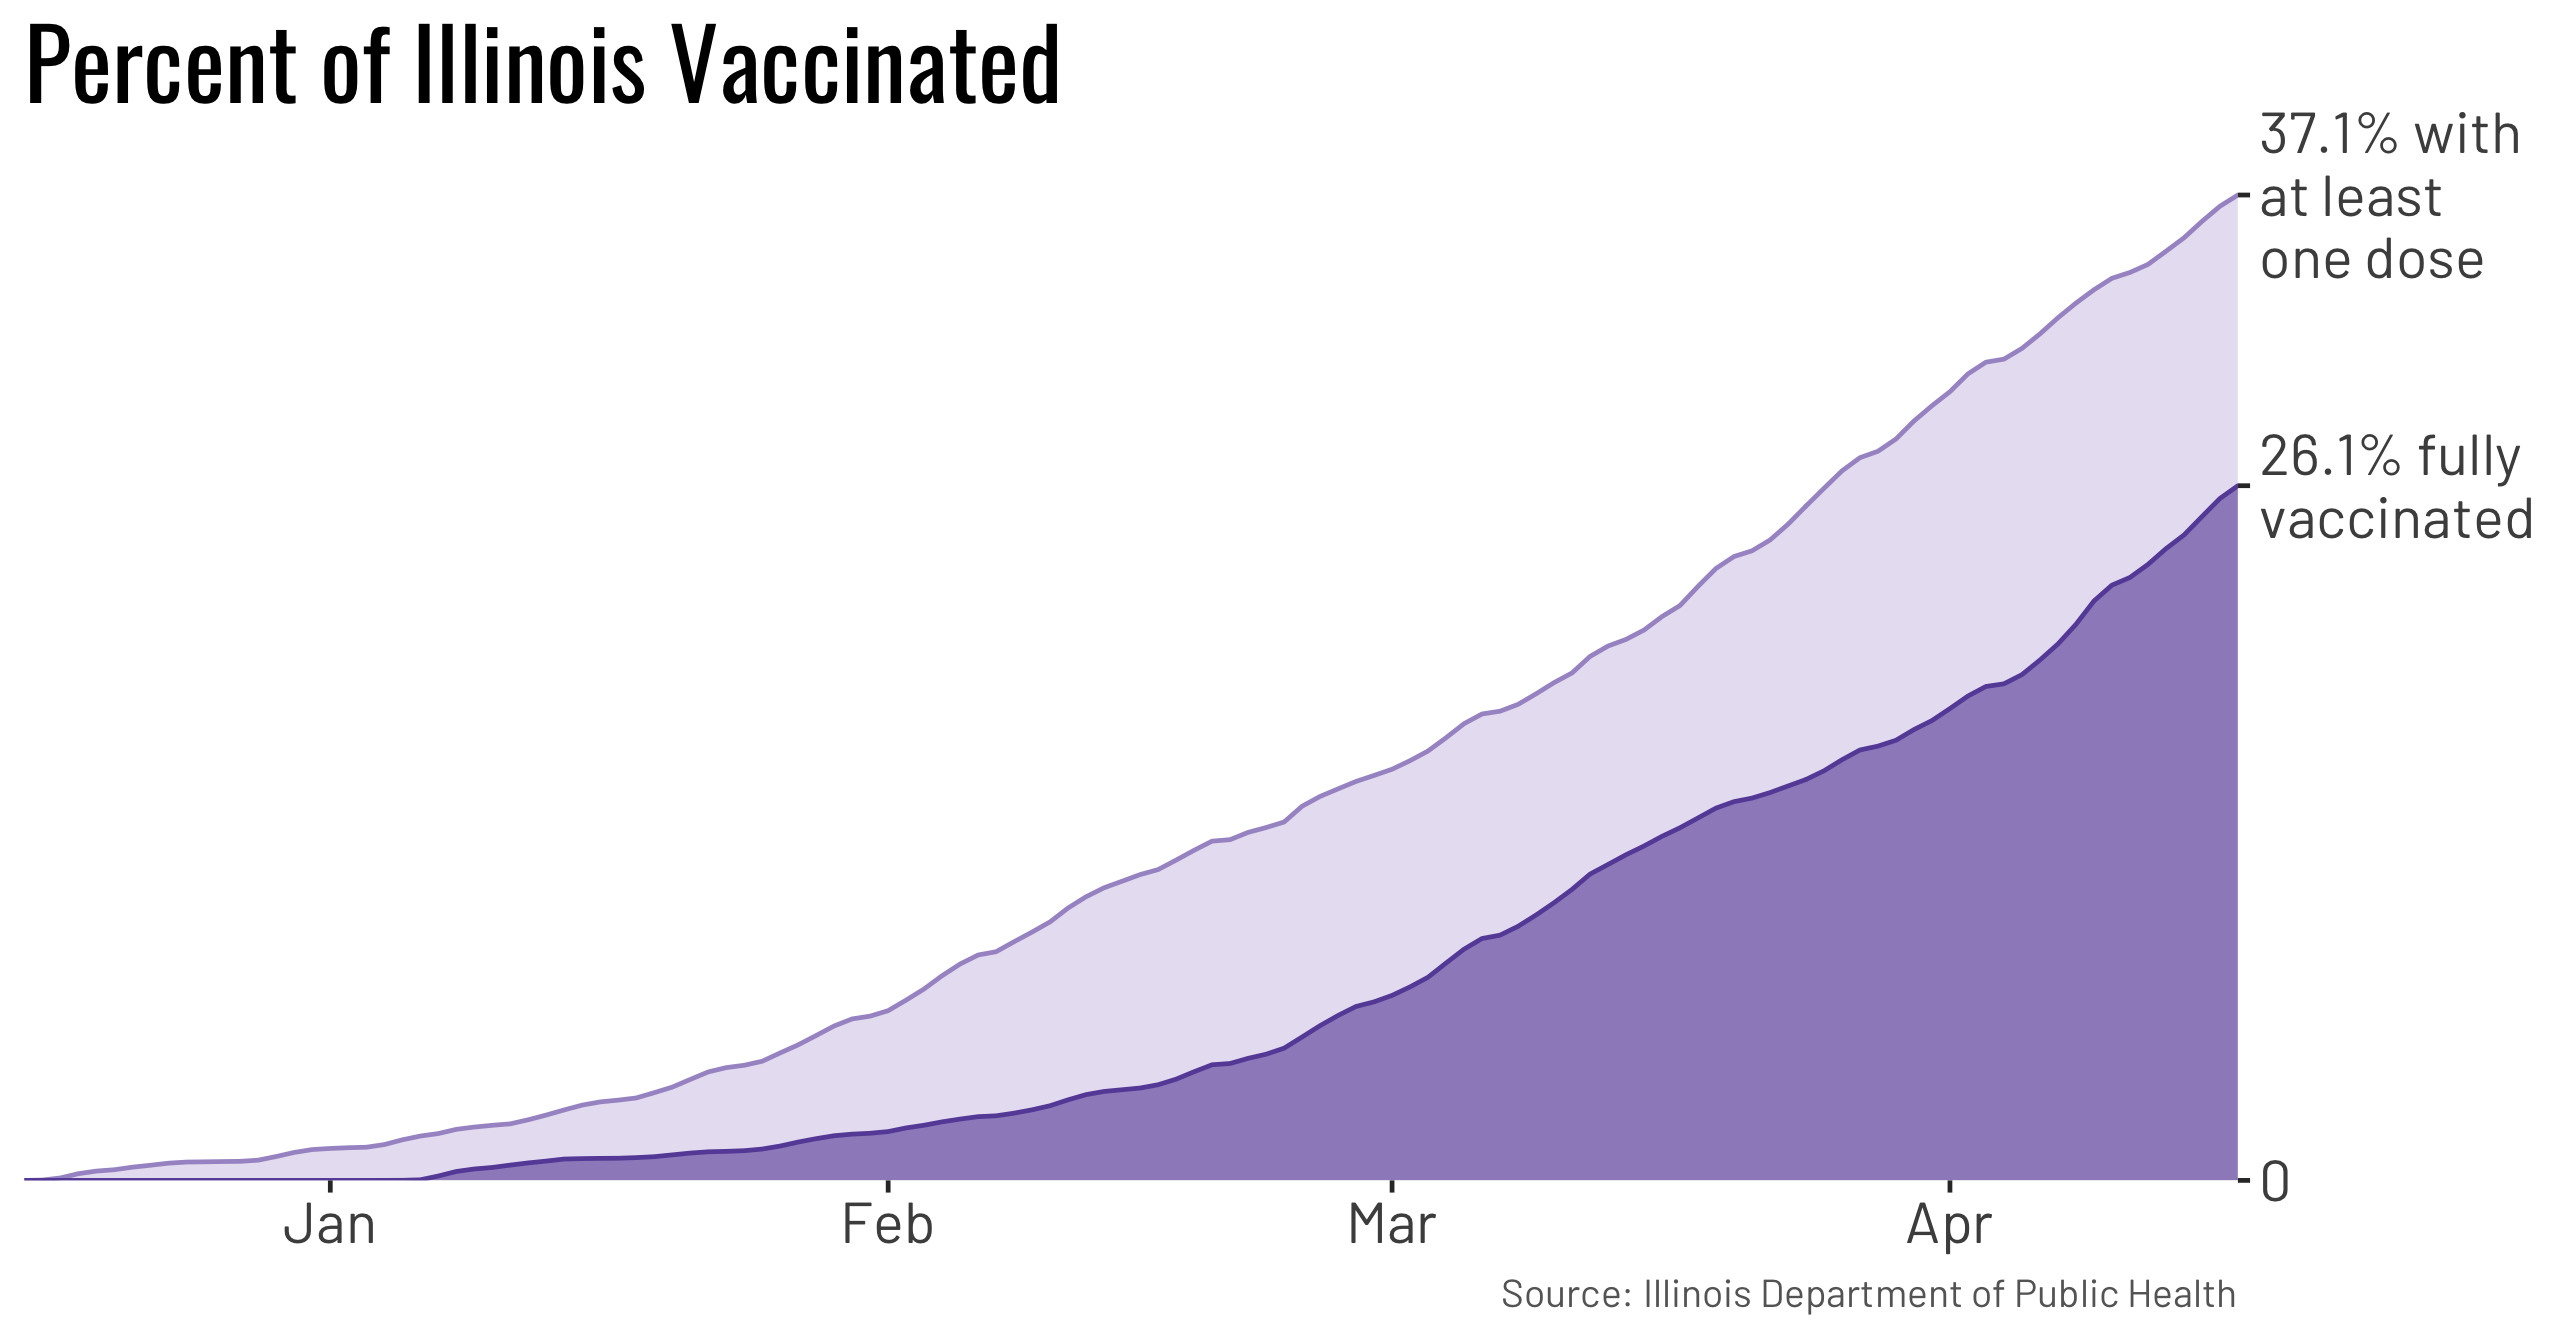 Percent of Illinois Vaccinated
37.1% with
at least
one dose
26.1% fully
vaccinated
0
Jan Feb Mar Apr
Source: Illinois Department of Public Health